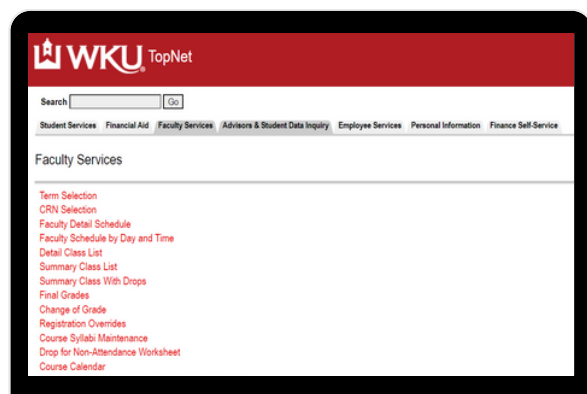 WKU® TopNet
Search Go
Student Services Financial Aid Faculty Services Advisors & Student Data Inquiry Employee Services Personal Information Finance Self-Service
Faculty Services
Term Selection
CRN Selection
Faculty Detail Schedule
Faculty Schedule by Day and Time
Detail Class List
Summary Class List
Summary Class With Drops
Final Grades
Change of Grade
Registration Overrides
Course Syllabi Maintenance
Drop for Non-Attendance Worksheet
Course Calendar